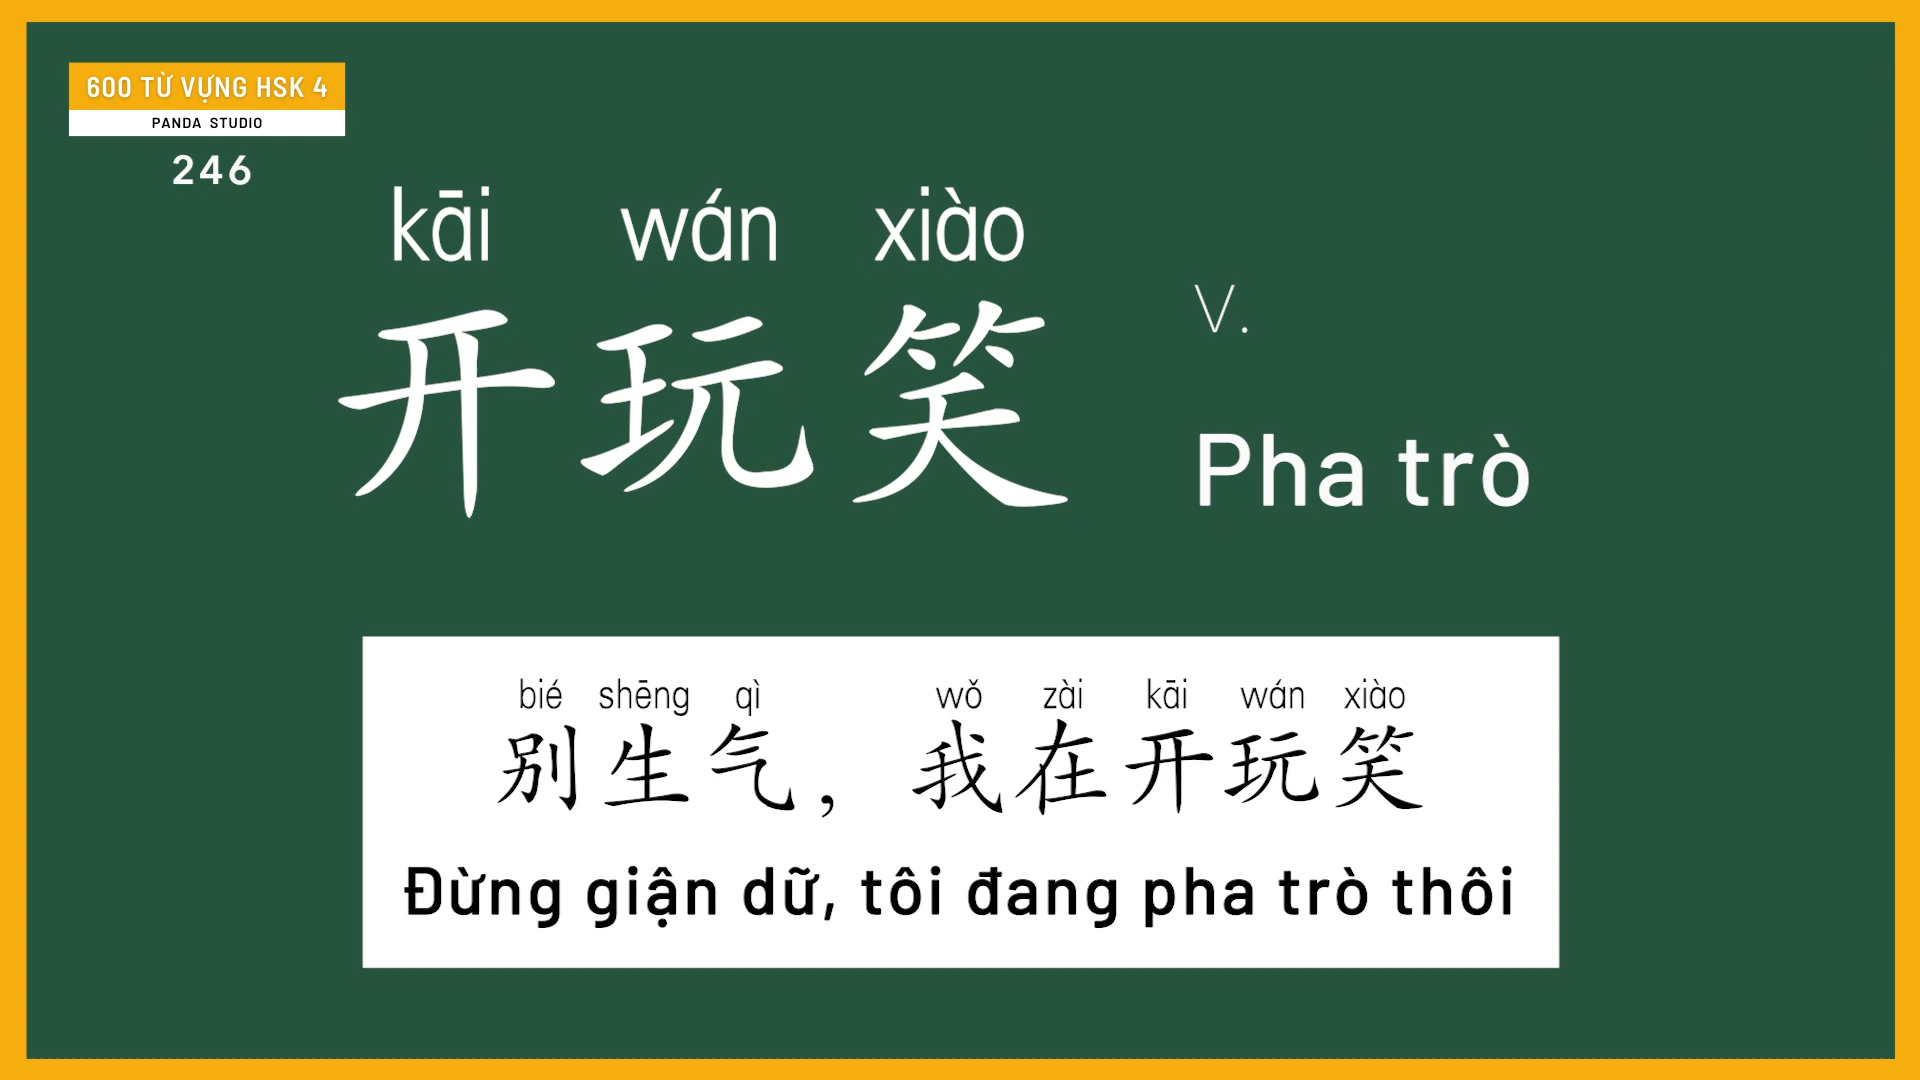 600 TỪ VỰNG HSK 4
PANDA STUDIO
246
kāi wán xiào
开玩笑
V.
Pha trò
bié shēng qì wǒ zài kāi wán xiào
别生气，我在开玩笑
Đừng giận dữ, tôi đang pha trò thôi